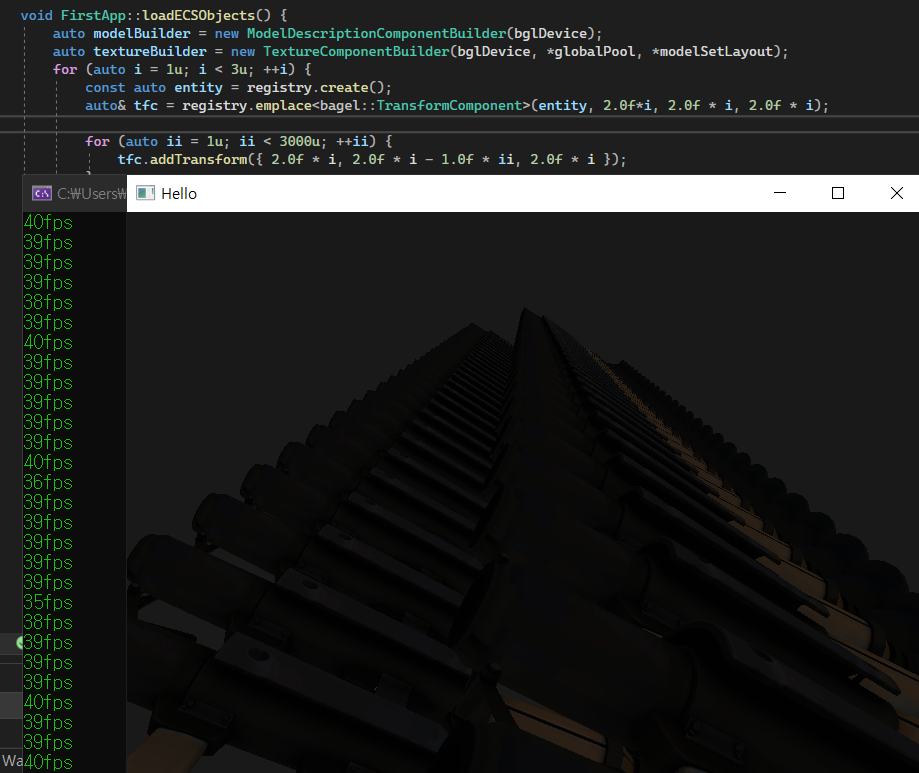 void FirstApp::loadECSObjects() {
auto modelBuilder = new ModelDescriptionComponentBuilder(bglDevice);
auto textureBuilder = new TextureComponentBuilder(bglDevice, *globalPool, *modelSetLayout);
for (auto i = 1u; i < 3u; ++i) {
const auto entity = registry.create();
auto& tfc = registry.emplace<bagel::TransformComponent>(entity, 2.0f*i, 2.0f * i, 2.0f * i);
for (auto ii = 1u; ii < 3000u; ++ii) {
tfc.addTransform({ 2.0f * i, 2.0f * i - 1.0f * ii, 2.0f * i });
C:₩Users₩
Hello
40fps
39fps
39fps
39fps
38fps
39fps
40fps
39fps
39fps
39fps
39fps
39fps
40fps
36fps
39fps
39fps
39fps
39fps
39fps
35fps
38fps
39fps
39fps
39fps
40fps
39fps
39fps
40fps
Wa